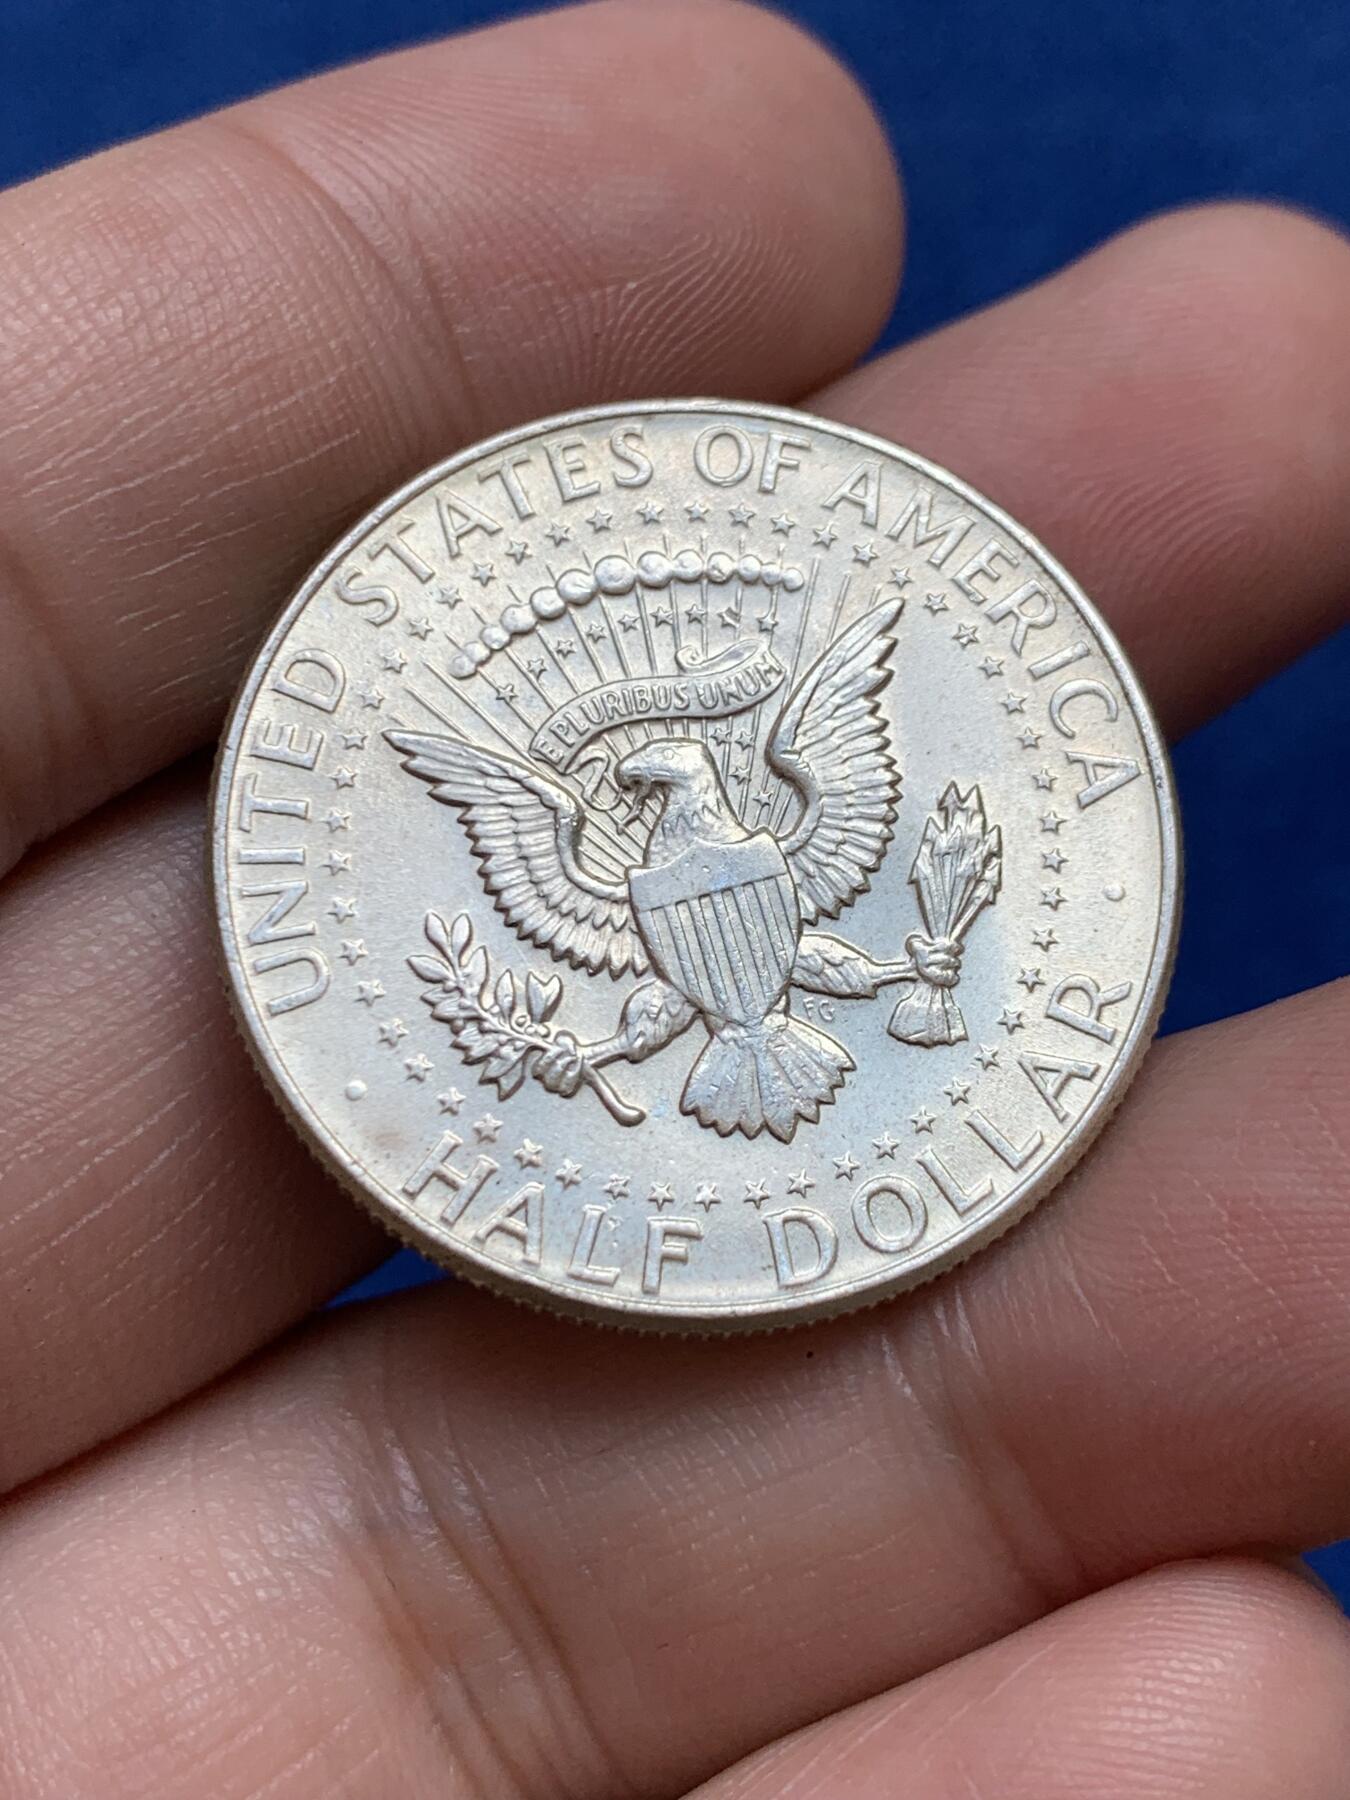 UNITED STATES OF AMERICA
E PLURIBUS UNUM
FG
HALF DOLLAR